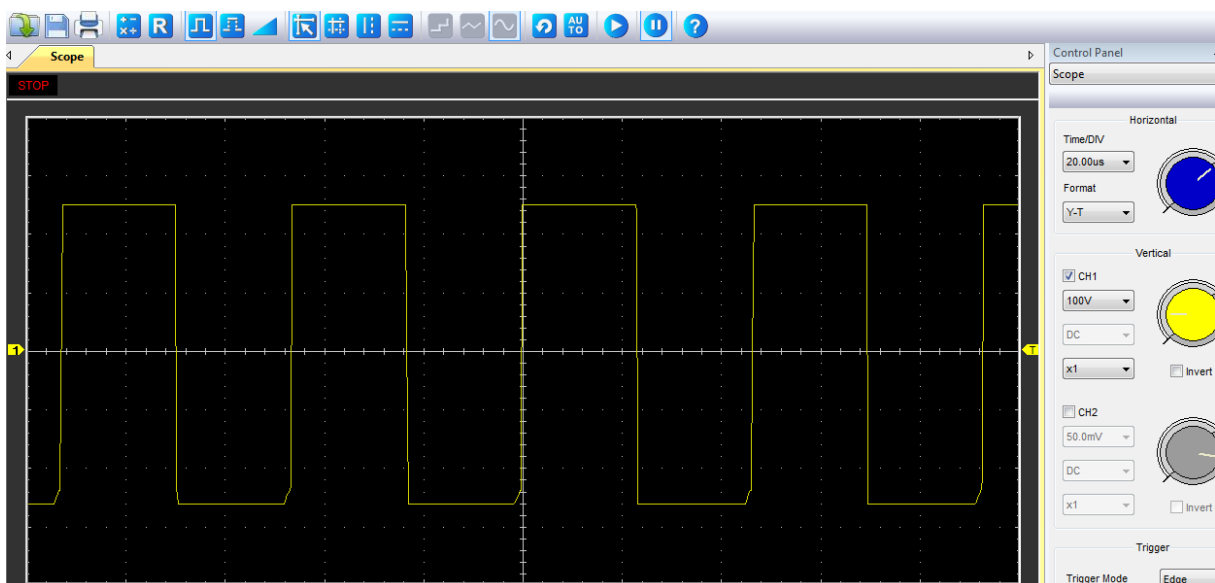 R
AU
TO
?
Scope
Control Panel
STOP
Scope
Horizontal
Time/DIV
20.00us
Format
Y-T
Vertical
CH1
100V
DC
x1
Invert
1
T
CH2
50.0mV
DC
x1
Invert
Trigger
Trigger Mode
Edge